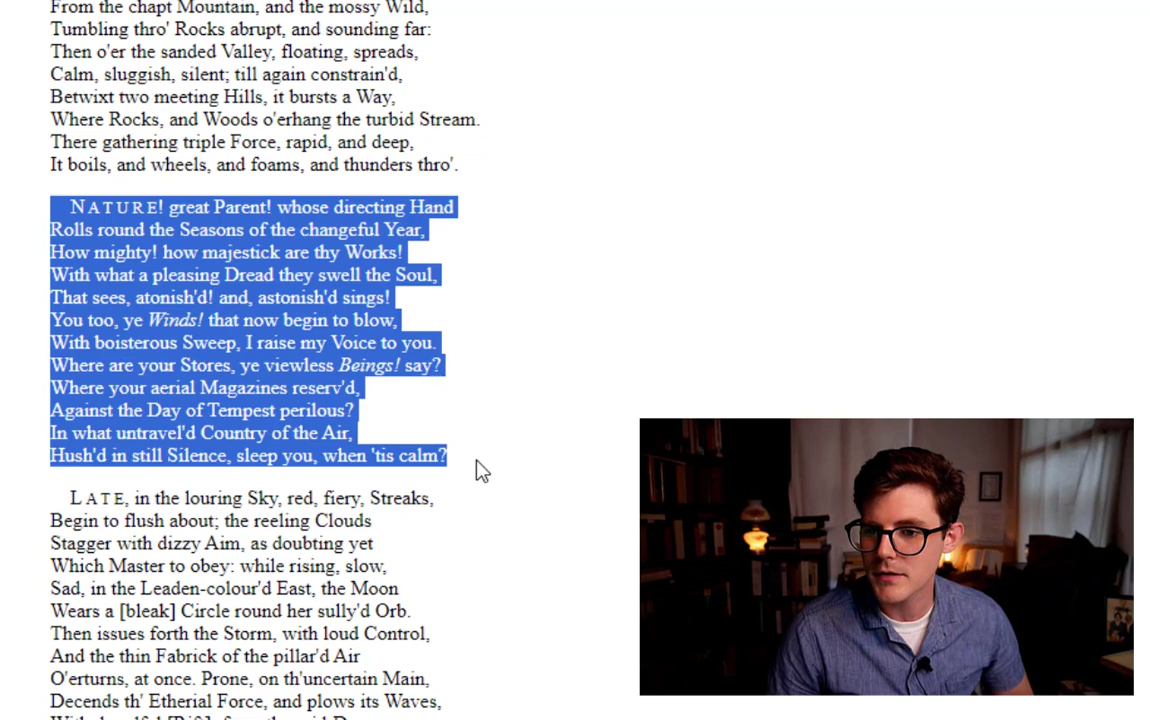 From the chapt Mountain, and the mossy Wild,
Tumbling thro' Rocks abrupt, and sounding far:
Then o'er the sanded Valley, floating, spreads,
Calm, sluggish, silent; till again constrain'd,
Betwixt two meeting Hills, it bursts a Way,
Where Rocks, and Woods o'erhang the turbid Stream.
There gathering triple Force, rapid, and deep,
It boils, and wheels, and foams, and thunders thro'.
NATURE! great Parent! whose directing Hand
Rolls round the Seasons of the changeful Year,
How mighty! how majestick are thy Works!
With what a pleasing Dread they swell the Soul,
That sees, atonish'd! and, astonish'd sings!
You too, ye Winds! that now begin to blow,
With boisterous Sweep, I raise my Voice to you.
Where are your Stores, ye viewless Beings! say?
Where your aerial Magazines reserv'd,
Against the Day of Tempest perilous?
In what untravel'd Country of the Air,
Hush'd in still Silence, sleep you, when 'tis calm?
LATE, in the louring Sky, red, fiery, Streaks,
Begin to flush about; the reeling Clouds
Stagger with dizzy Aim, as doubting yet
Which Master to obey: while rising, slow,
Sad, in the Leaden-colour'd East, the Moon
Wears a [bleak] Circle round her sully'd Orb.
Then issues forth the Storm, with loud Control,
And the thin Fabrick of the pillar'd Air
O'erturns, at once. Prone, on th'uncertain Main,
Decends th' Etherial Force, and plows its Waves,